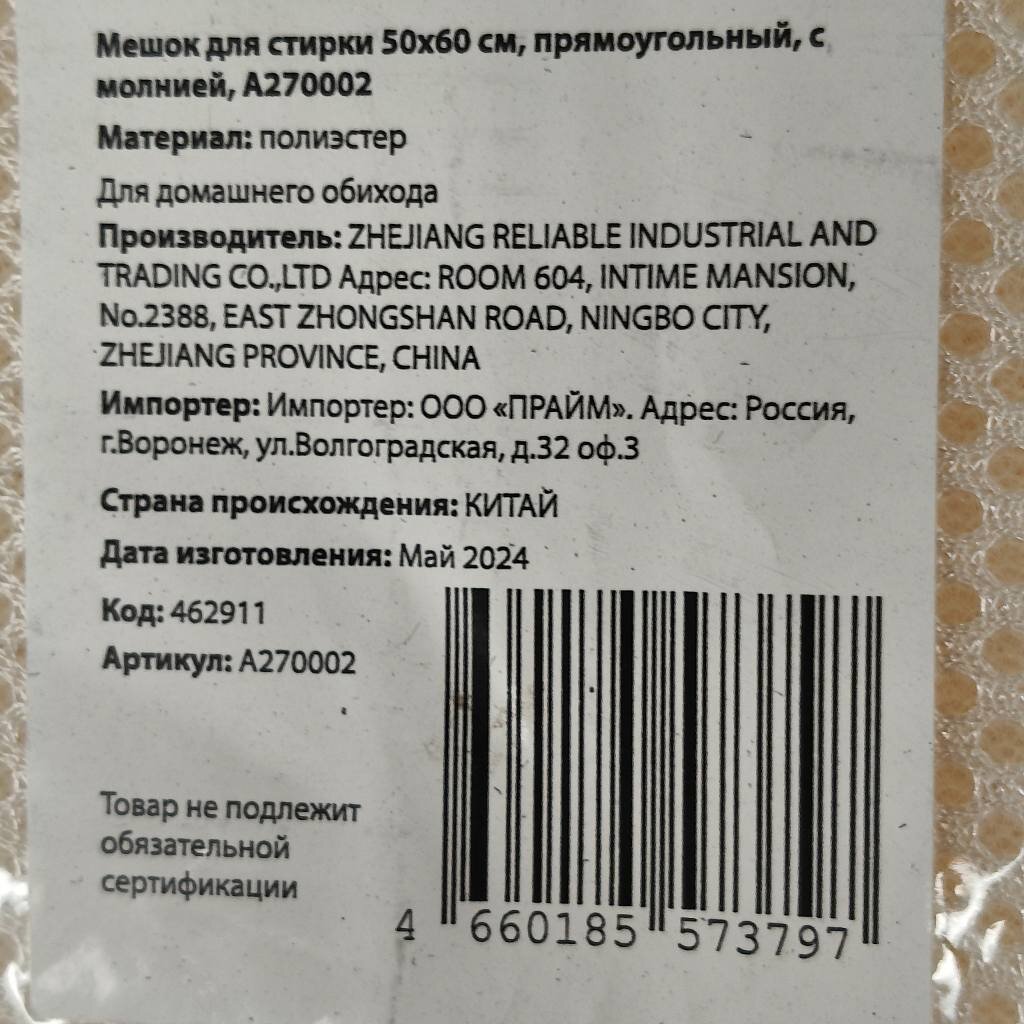 Мешок для стирки 50х60 см, прямоугольный, с
молнией, А270002
Материал: полиэстер
Для домашнего обихода
Производитель: ZHEJIANG RELIABLE INDUSTRIAL AND
TRADING CO.,LTD Адрес: ROOM 604, INTIME MANSION,
No.2388, EAST ZHONGSHAN ROAD, NINGBO CITY,
ZHEJIANG PROVINCE, CHINA
Импортер: Импортер: ООО «ПРАЙМ». Адрес: Россия,
г.Воронеж, ул.Волгоградская, д.32 оф.3
Страна происхождения: КИТАЙ
Дата изготовления: Май 2024
Код: 462911
Артикул: А270002
Товар не подлежит
обязательной
сертификации
4 660185 573797